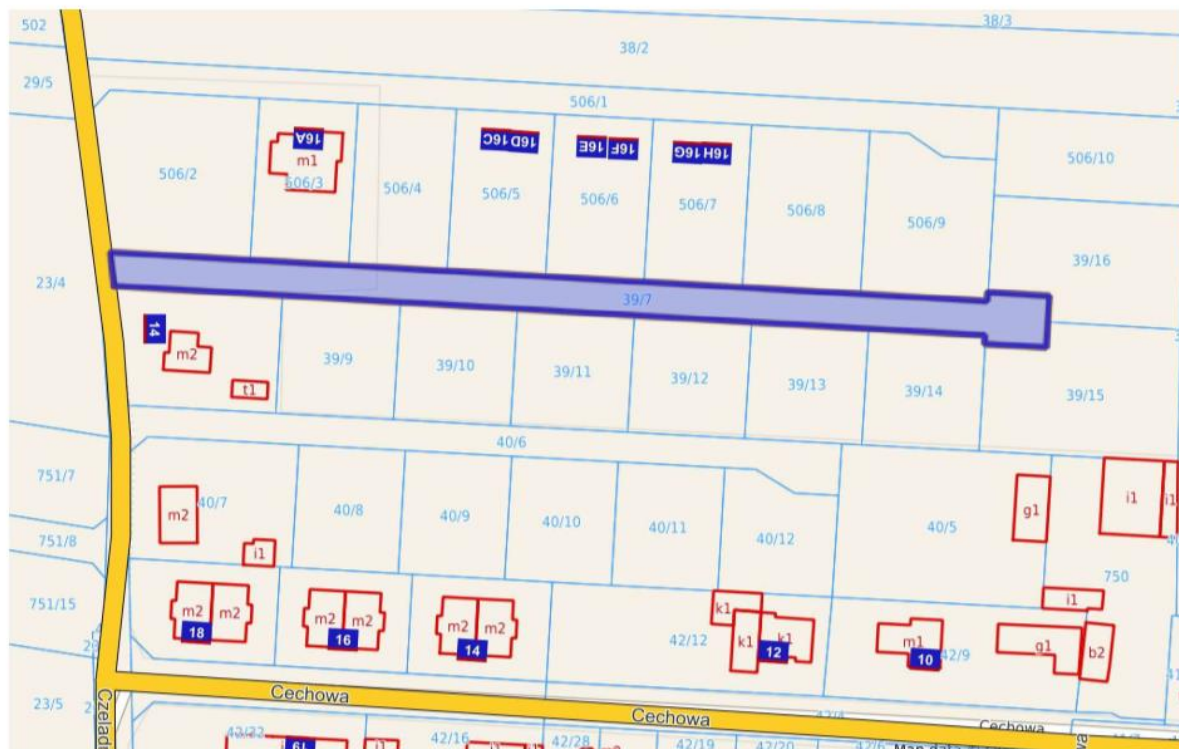 502
38/3
38/2
29/5
506/1
16A
m1
16C
16D
16E
16F
16G
16H
506/10
506/2
506/3
506/4
506/5
506/6
506/7
506/8
506/9
39/16
23/4
39/7
14
m2
t1
39/9
39/10
39/11
39/12
39/13
39/14
39/15
40/6
751/7
m2
40/7
40/8
40/9
40/10
40/11
40/12
40/5
g1
i1
i1
751/8
i1
750
751/15
m2
m2
18
m2
m2
16
m2
m2
14
42/12
k1
k1
k1
12
m1
10
42/9
g1
i1
b2
23/5
Cechowa
Cechowa
Cechowa
42/22
42/16
42/28
42/19
42/20